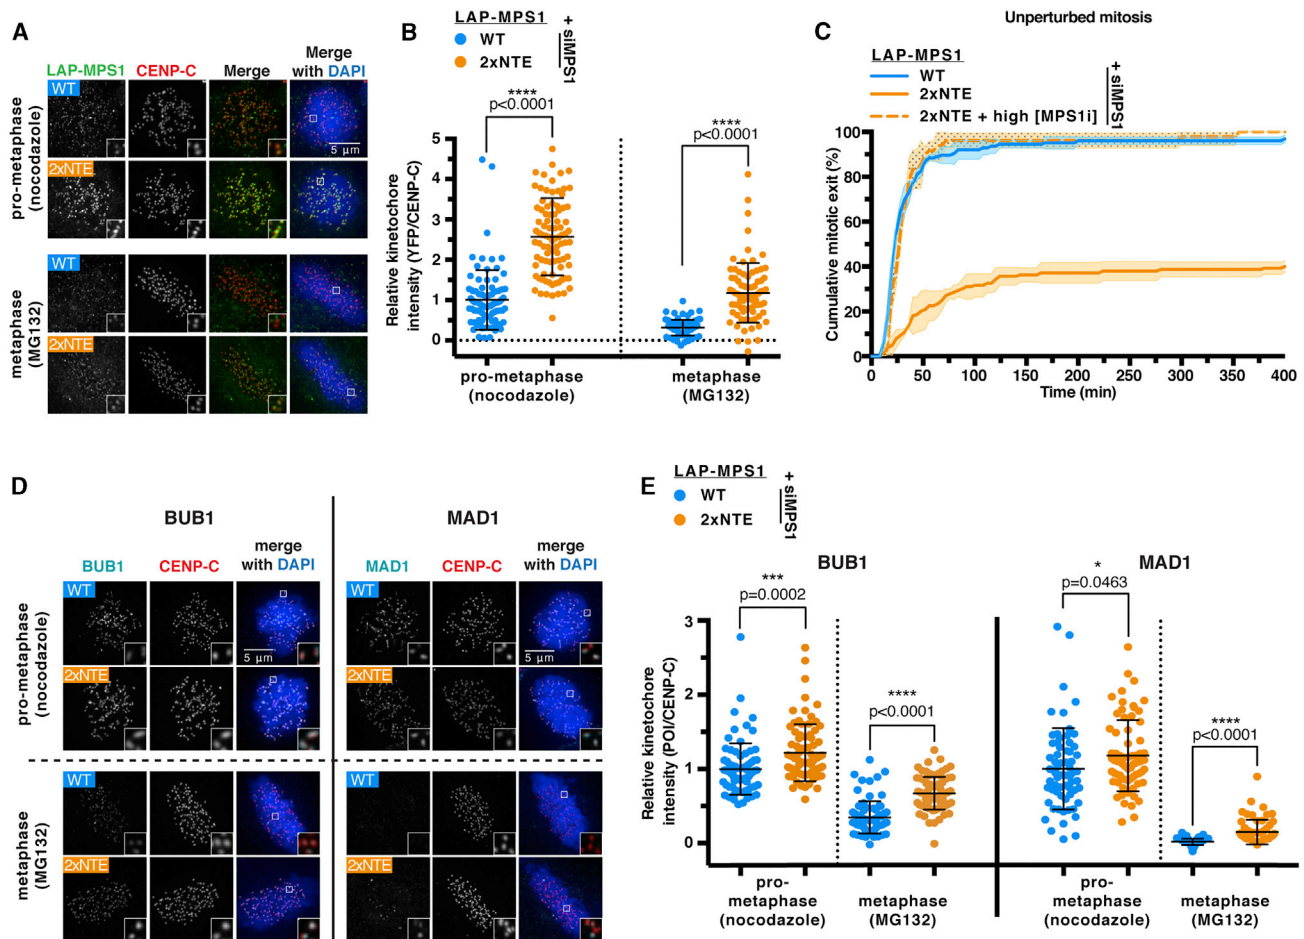 A
LAP-MPS1 CENP-C Merge Merge with DAPI
pro-metaphase (nocodazole)
WT
5 µm
2xNTE
metaphase (MG132)
WT
2xNTE
B
LAP-MPS1
WT
2xNTE
+ siMPS1
****
p<0.0001
****
p<0.0001
Relative kinetochore
intensity (YFP/CENP-C)
5
4
3
2
1
0
pro-metaphase
(nocodazole)
metaphase
(MG132)
Unperturbed mitosis
C
LAP-MPS1
WT
2xNTE
2xNTE + high [MPS1i]
+ siMPS1
Cumulative mitotic exit (%)
100
80
60
40
20
0
0 50 100 150 200 250 300 350 400
Time (min)
D
BUB1 MAD1
BUB1 CENP-C merge with DAPI
MAD1 CENP-C merge with DAPI
pro-metaphase (nocodazole)
WT
5 µm
WT
5 µm
2xNTE
2xNTE
metaphase (MG132)
WT
WT
2xNTE
2xNTE
E
LAP-MPS1
WT
2xNTE
+ siMPS1
BUB1
MAD1
***
p=0.0002
****
p<0.0001
*
p=0.0463
****
p<0.0001
Relative kinetochore
intensity (POI/CENP-C)
3
2
1
0
pro-
metaphase
(nocodazole)
metaphase
(MG132)
pro-
metaphase
(nocodazole)
metaphase
(MG132)